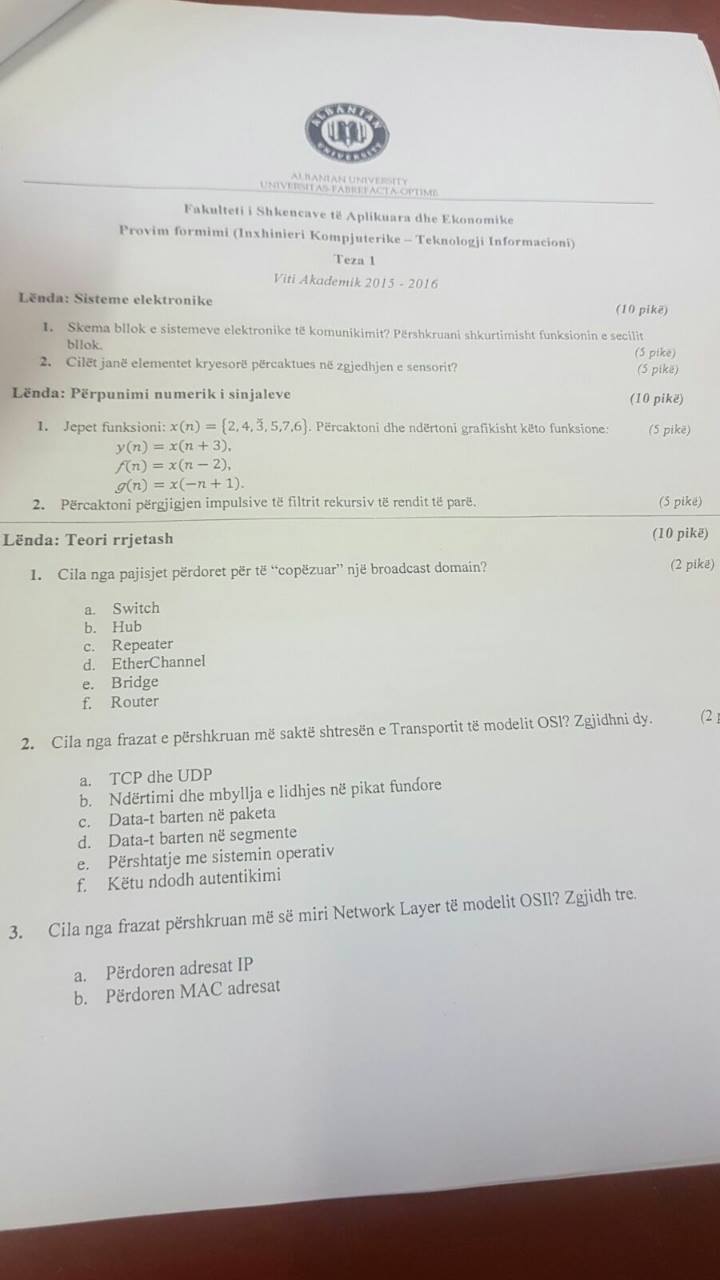 ALBANIAN UNIVERSITY
ALBANIAN UNIVERSITY
UNIVERSITAS FABREFACTA OPTIME
Fakulteti i Shkencave të Aplikuara dhe Ekonomike
Provim formimi (Inxhinieri Kompjuterike – Teknologji Informacioni)
Teza 1
Viti Akademik 2015 - 2016
Lënda: Sisteme elektronike (10 pikë)
1. Skema bllok e sistemeve elektronike të komunikimit? Përshkruani shkurtimisht funksionin e secilit
bllok. (5 pikë)
2. Cilët janë elementet kryesorë përcaktues në zgjedhjen e sensorit? (5 pikë)
Lënda: Përpunimi numerik i sinjaleve (10 pikë)
1. Jepet funksioni: x(n) = {2, 4, 3̌, 5,7,6}. Përcaktoni dhe ndërtoni grafikisht këto funksione: (5 pikë)
y(n) = x(n + 3),
f(n) = x(n − 2),
g(n) = x(−n + 1).
2. Përcaktoni përgjigjen impulsive të filtrit rekursiv të rendit të parë. (5 pikë)
Lënda: Teori rrjetash (10 pikë)
1. Cila nga pajisjet përdoret për të “copëzuar” një broadcast domain? (2 pikë)
a. Switch
b. Hub
c. Repeater
d. EtherChannel
e. Bridge
f. Router
2. Cila nga frazat e përshkruan më saktë shtresën e Transportit të modelit OSI? Zgjidhni dy. (2 p
a. TCP dhe UDP
b. Ndërtimi dhe mbyllja e lidhjes në pikat fundore
c. Data-t barten në paketa
d. Data-t barten në segmente
e. Përshtatje me sistemin operativ
f. Këtu ndodh autentikimi
3. Cila nga frazat përshkruan më së miri Network Layer të modelit OSIl? Zgjidh tre.
a. Përdoren adresat IP
b. Përdoren MAC adresat